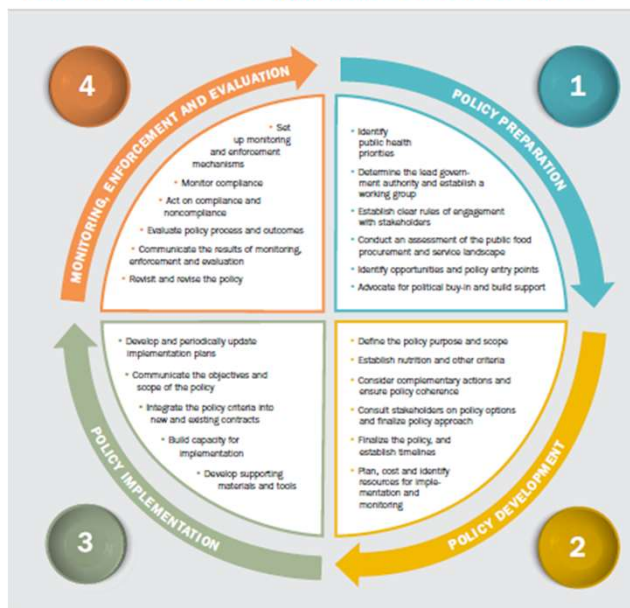 1
POLICY PREPARATION
• Identify
public health
priorities
• Determine the lead govern-
ment authority and establish a
working group
• Establish clear rules of engagement
with stakeholders
• Conduct an assessment of the public food
procurement and service landscape
• Identify opportunities and policy entry points
• Advocate for political buy-in and build support
2
POLICY DEVELOPMENT
• Define the policy purpose and scope
• Establish nutrition and other criteria
• Consider complementary actions and
ensure policy coherence
• Consult stakeholders on policy options
and finalize policy approach
• Finalize the policy, and
establish timelines
• Plan, cost and identify
resources for imple-
mentation and
monitoring
3
POLICY IMPLEMENTATION
• Develop and periodically update
implementation plans
• Communicate the objectives and
scope of the policy
• Integrate the policy criteria into
new and existing contracts
• Build capacity for
implementation
• Develop supporting
materials and tools
4
MONITORING, ENFORCEMENT AND EVALUATION
• Set
up monitoring
and enforcement
mechanisms
• Monitor compliance
• Act on compliance and
noncompliance
• Evaluate policy process and outcomes
• Communicate the results of monitoring,
enforcement and evaluation
• Revisit and revise the policy